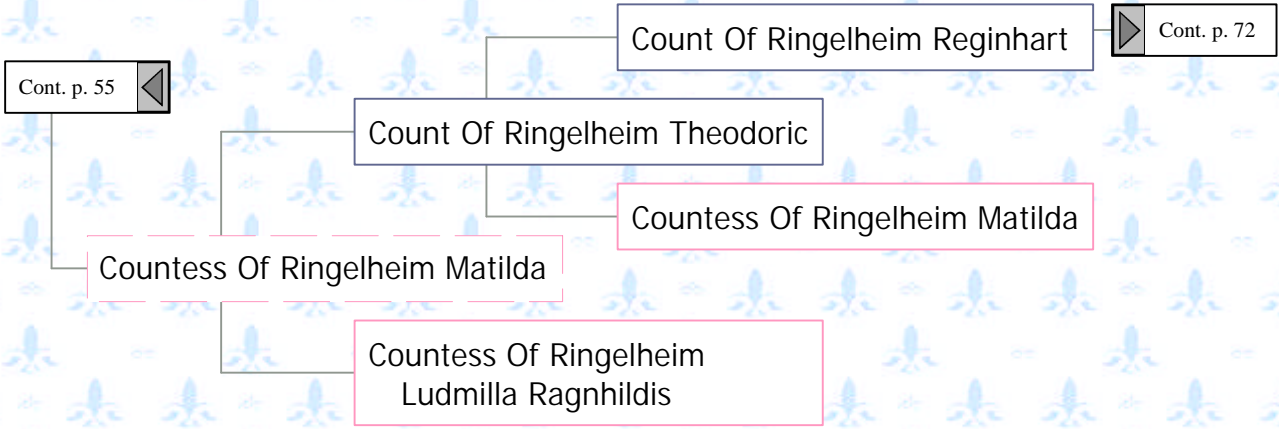 Count Of Ringelheim Reginhart
Cont. p. 72
Cont. p. 55
Count Of Ringelheim Theodoric
Countess Of Ringelheim Matilda
Countess Of Ringelheim Matilda
Countess Of Ringelheim
Ludmilla Ragnhildis